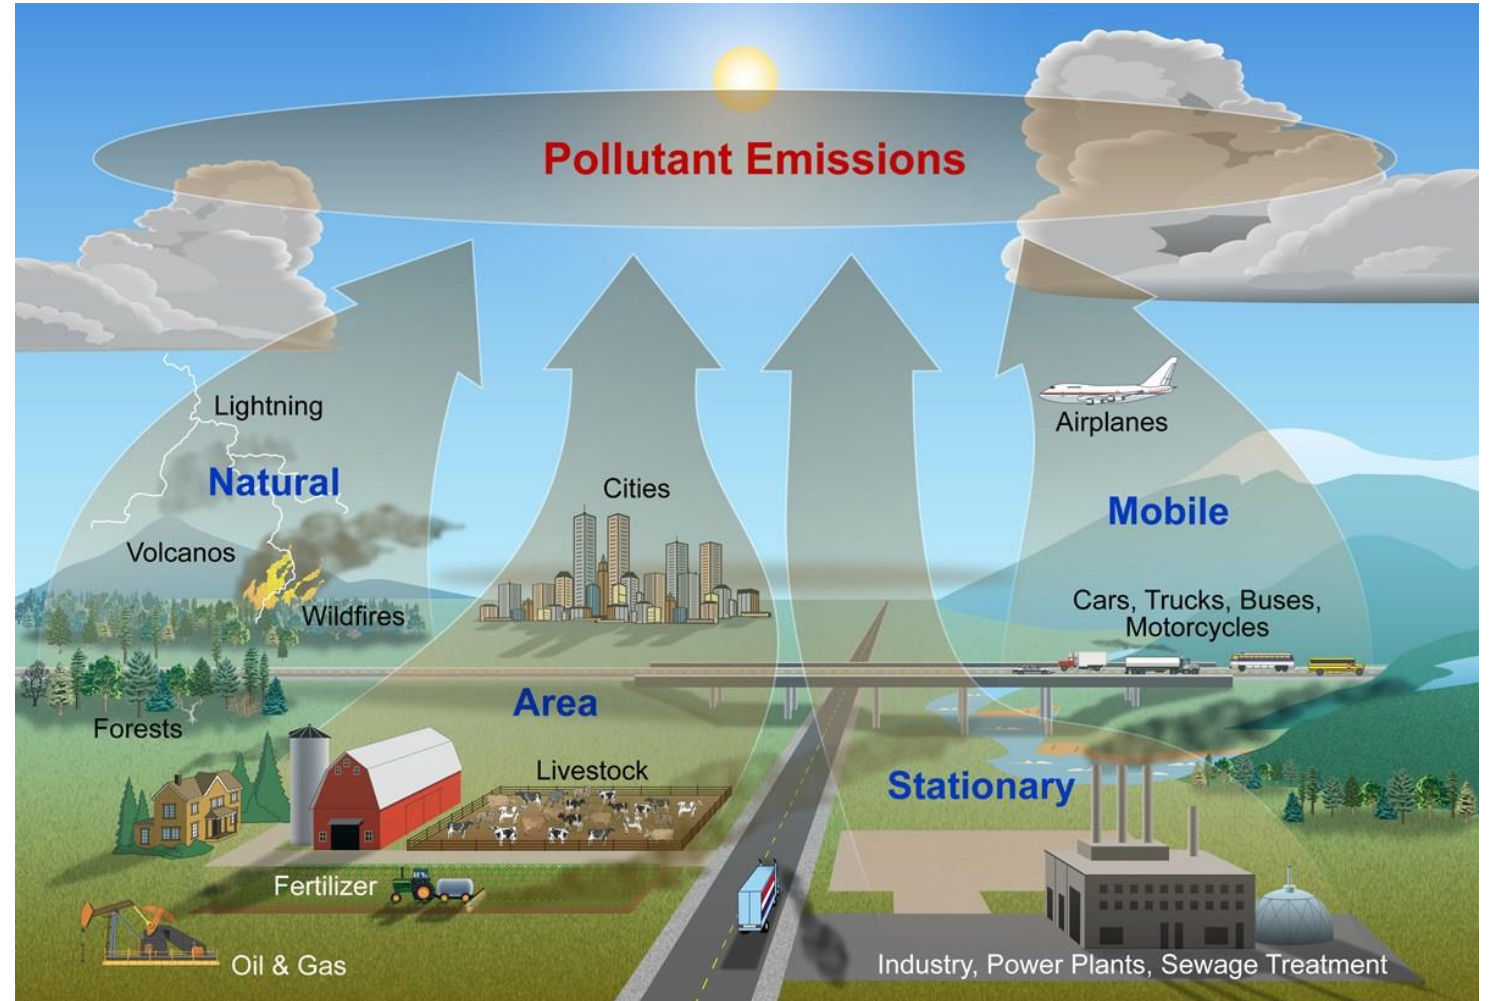 Pollutant Emissions
Lightning
Natural
Volcanos
Wildfires
Forests
Cities
Area
Livestock
Fertilizer
Oil & Gas
Airplanes
Mobile
Cars, Trucks, Buses,
Motorcycles
Stationary
Industry, Power Plants, Sewage Treatment